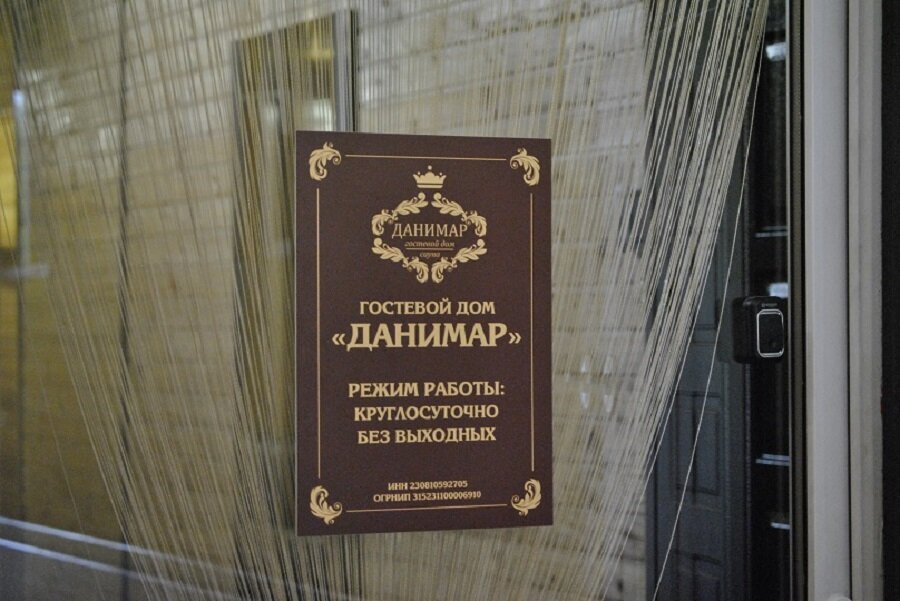 ДАНИМАР
гостевой дом
сауна
ГОСТЕВОЙ ДОМ
«ДАНИМАР»
РЕЖИМ РАБОТЫ:
КРУГЛОСУТОЧНО
БЕЗ ВЫХОДНЫХ
ИНН 230810592705
ОГРНИП 315231100006910